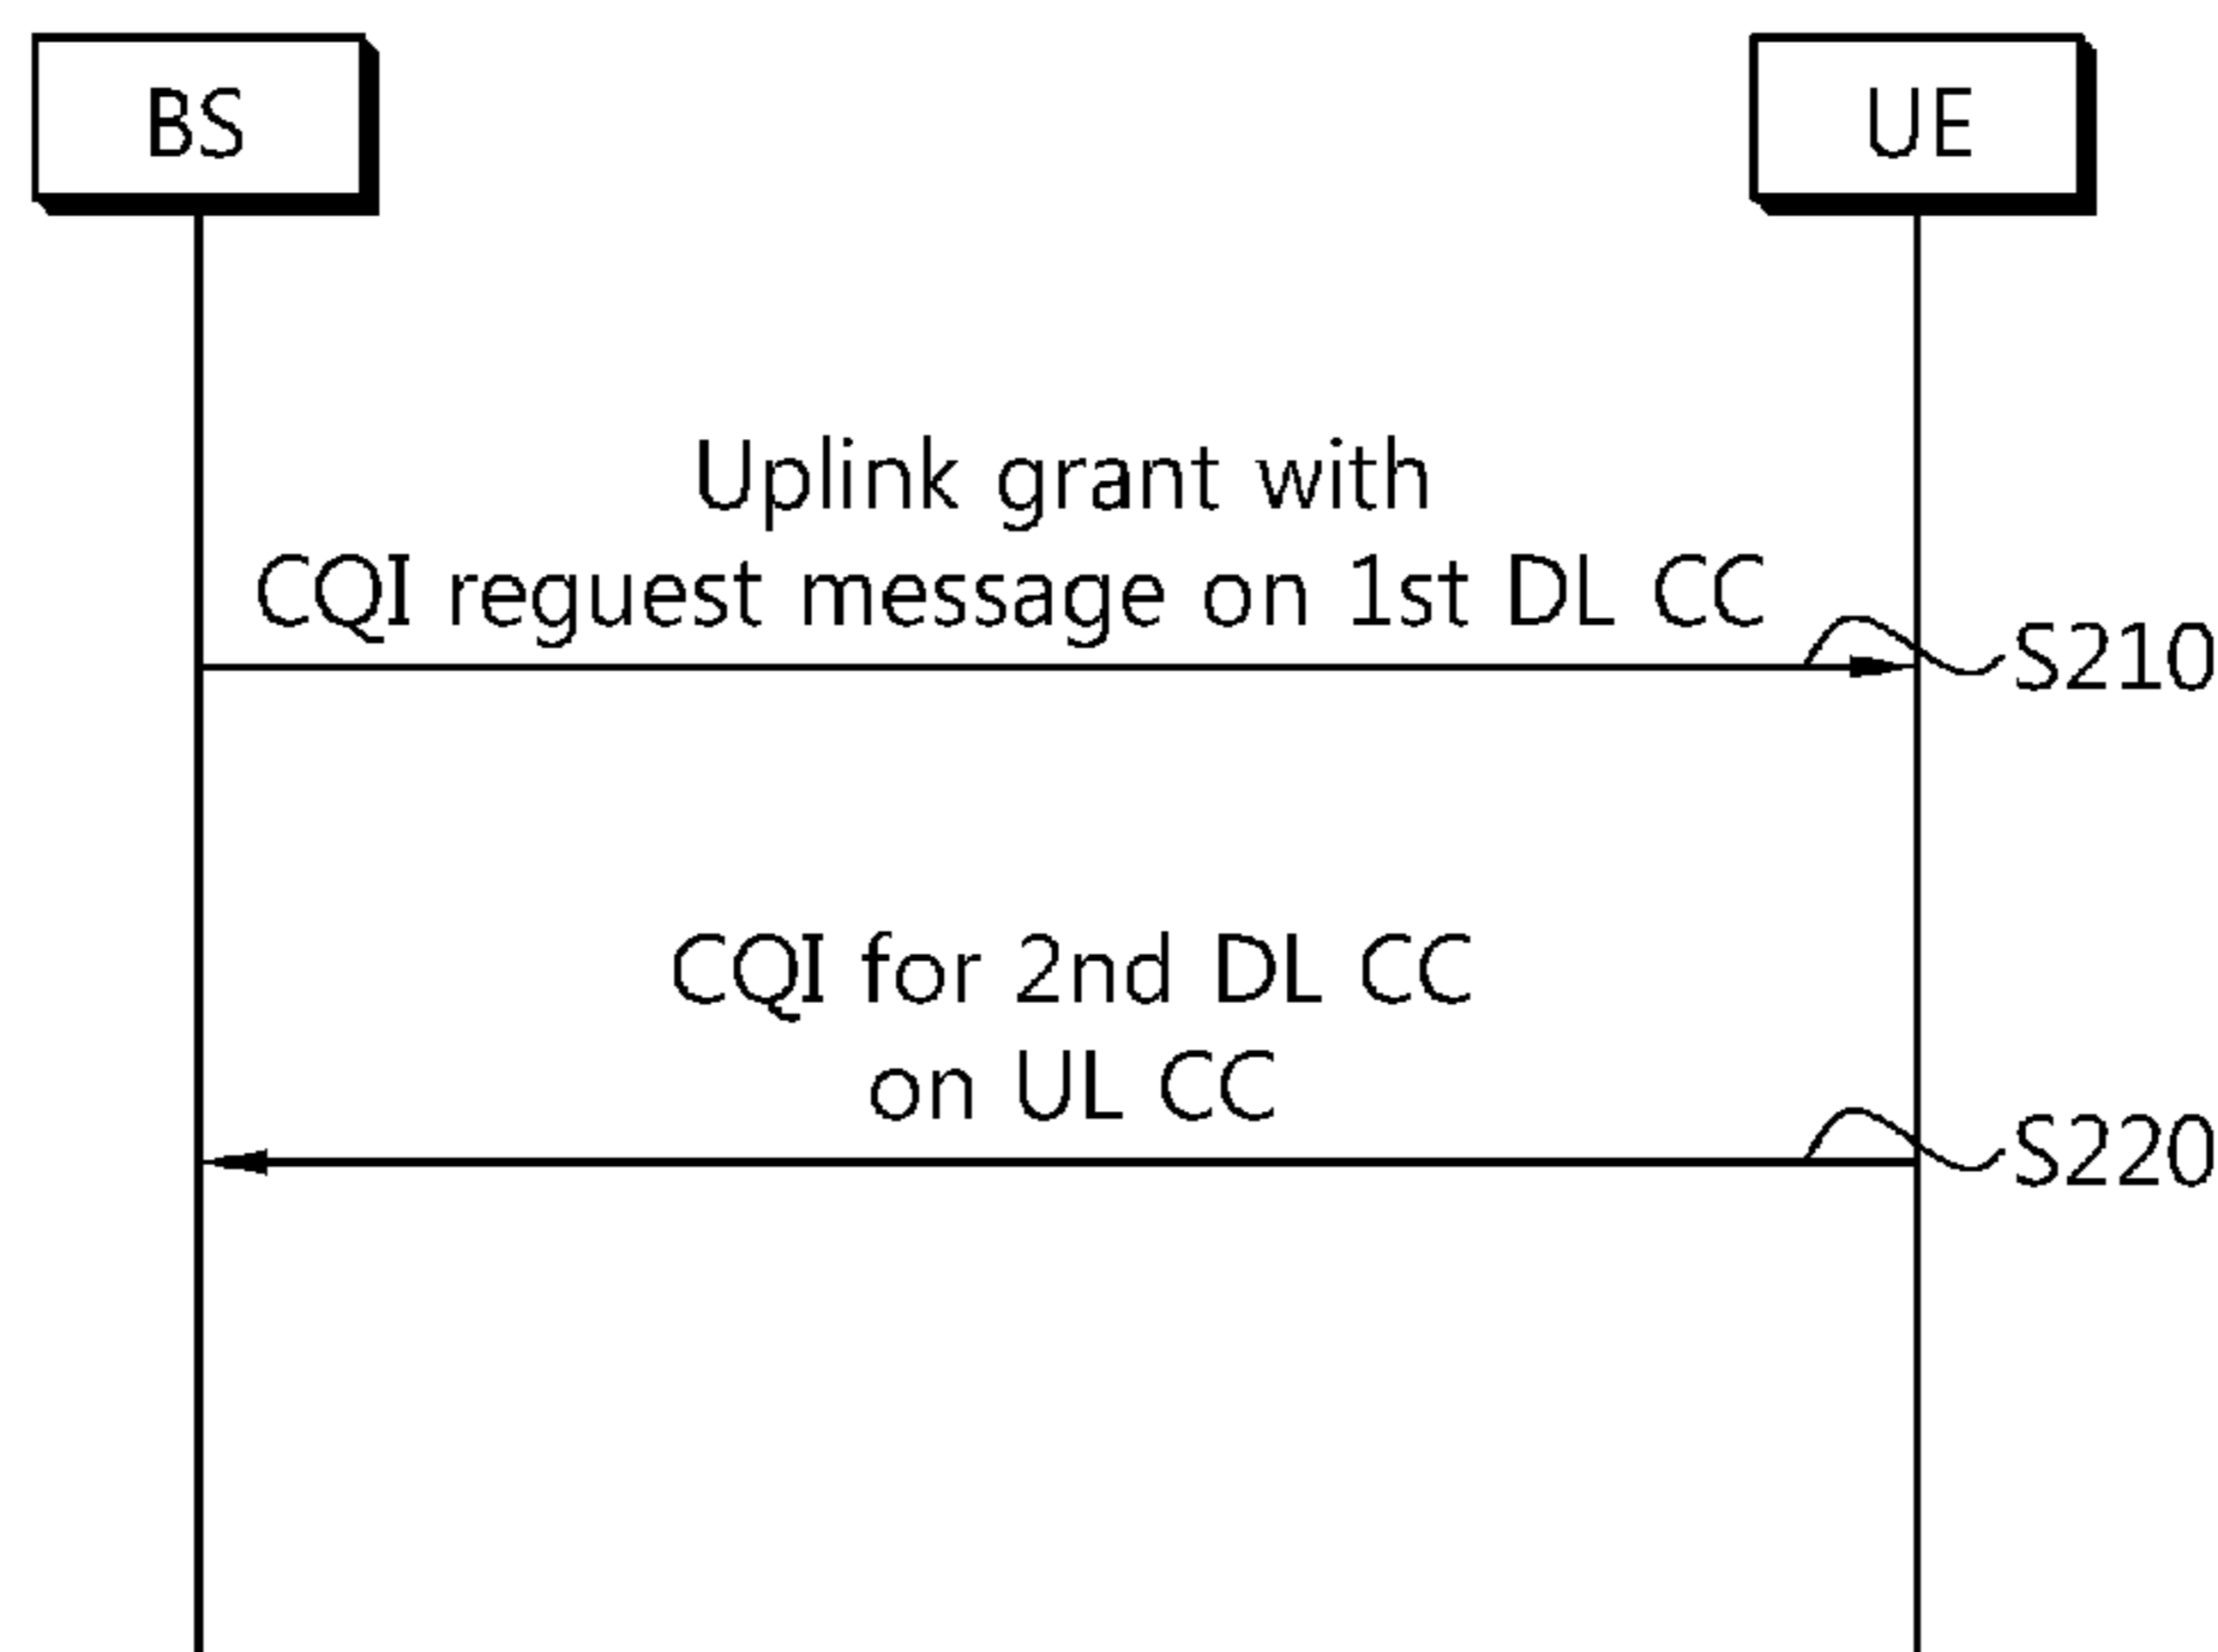 BS
UE
Uplink grant with
CQI reguest message on 1st DL CC
S210
CQI for 2nd DL CC
on UL CC
S220